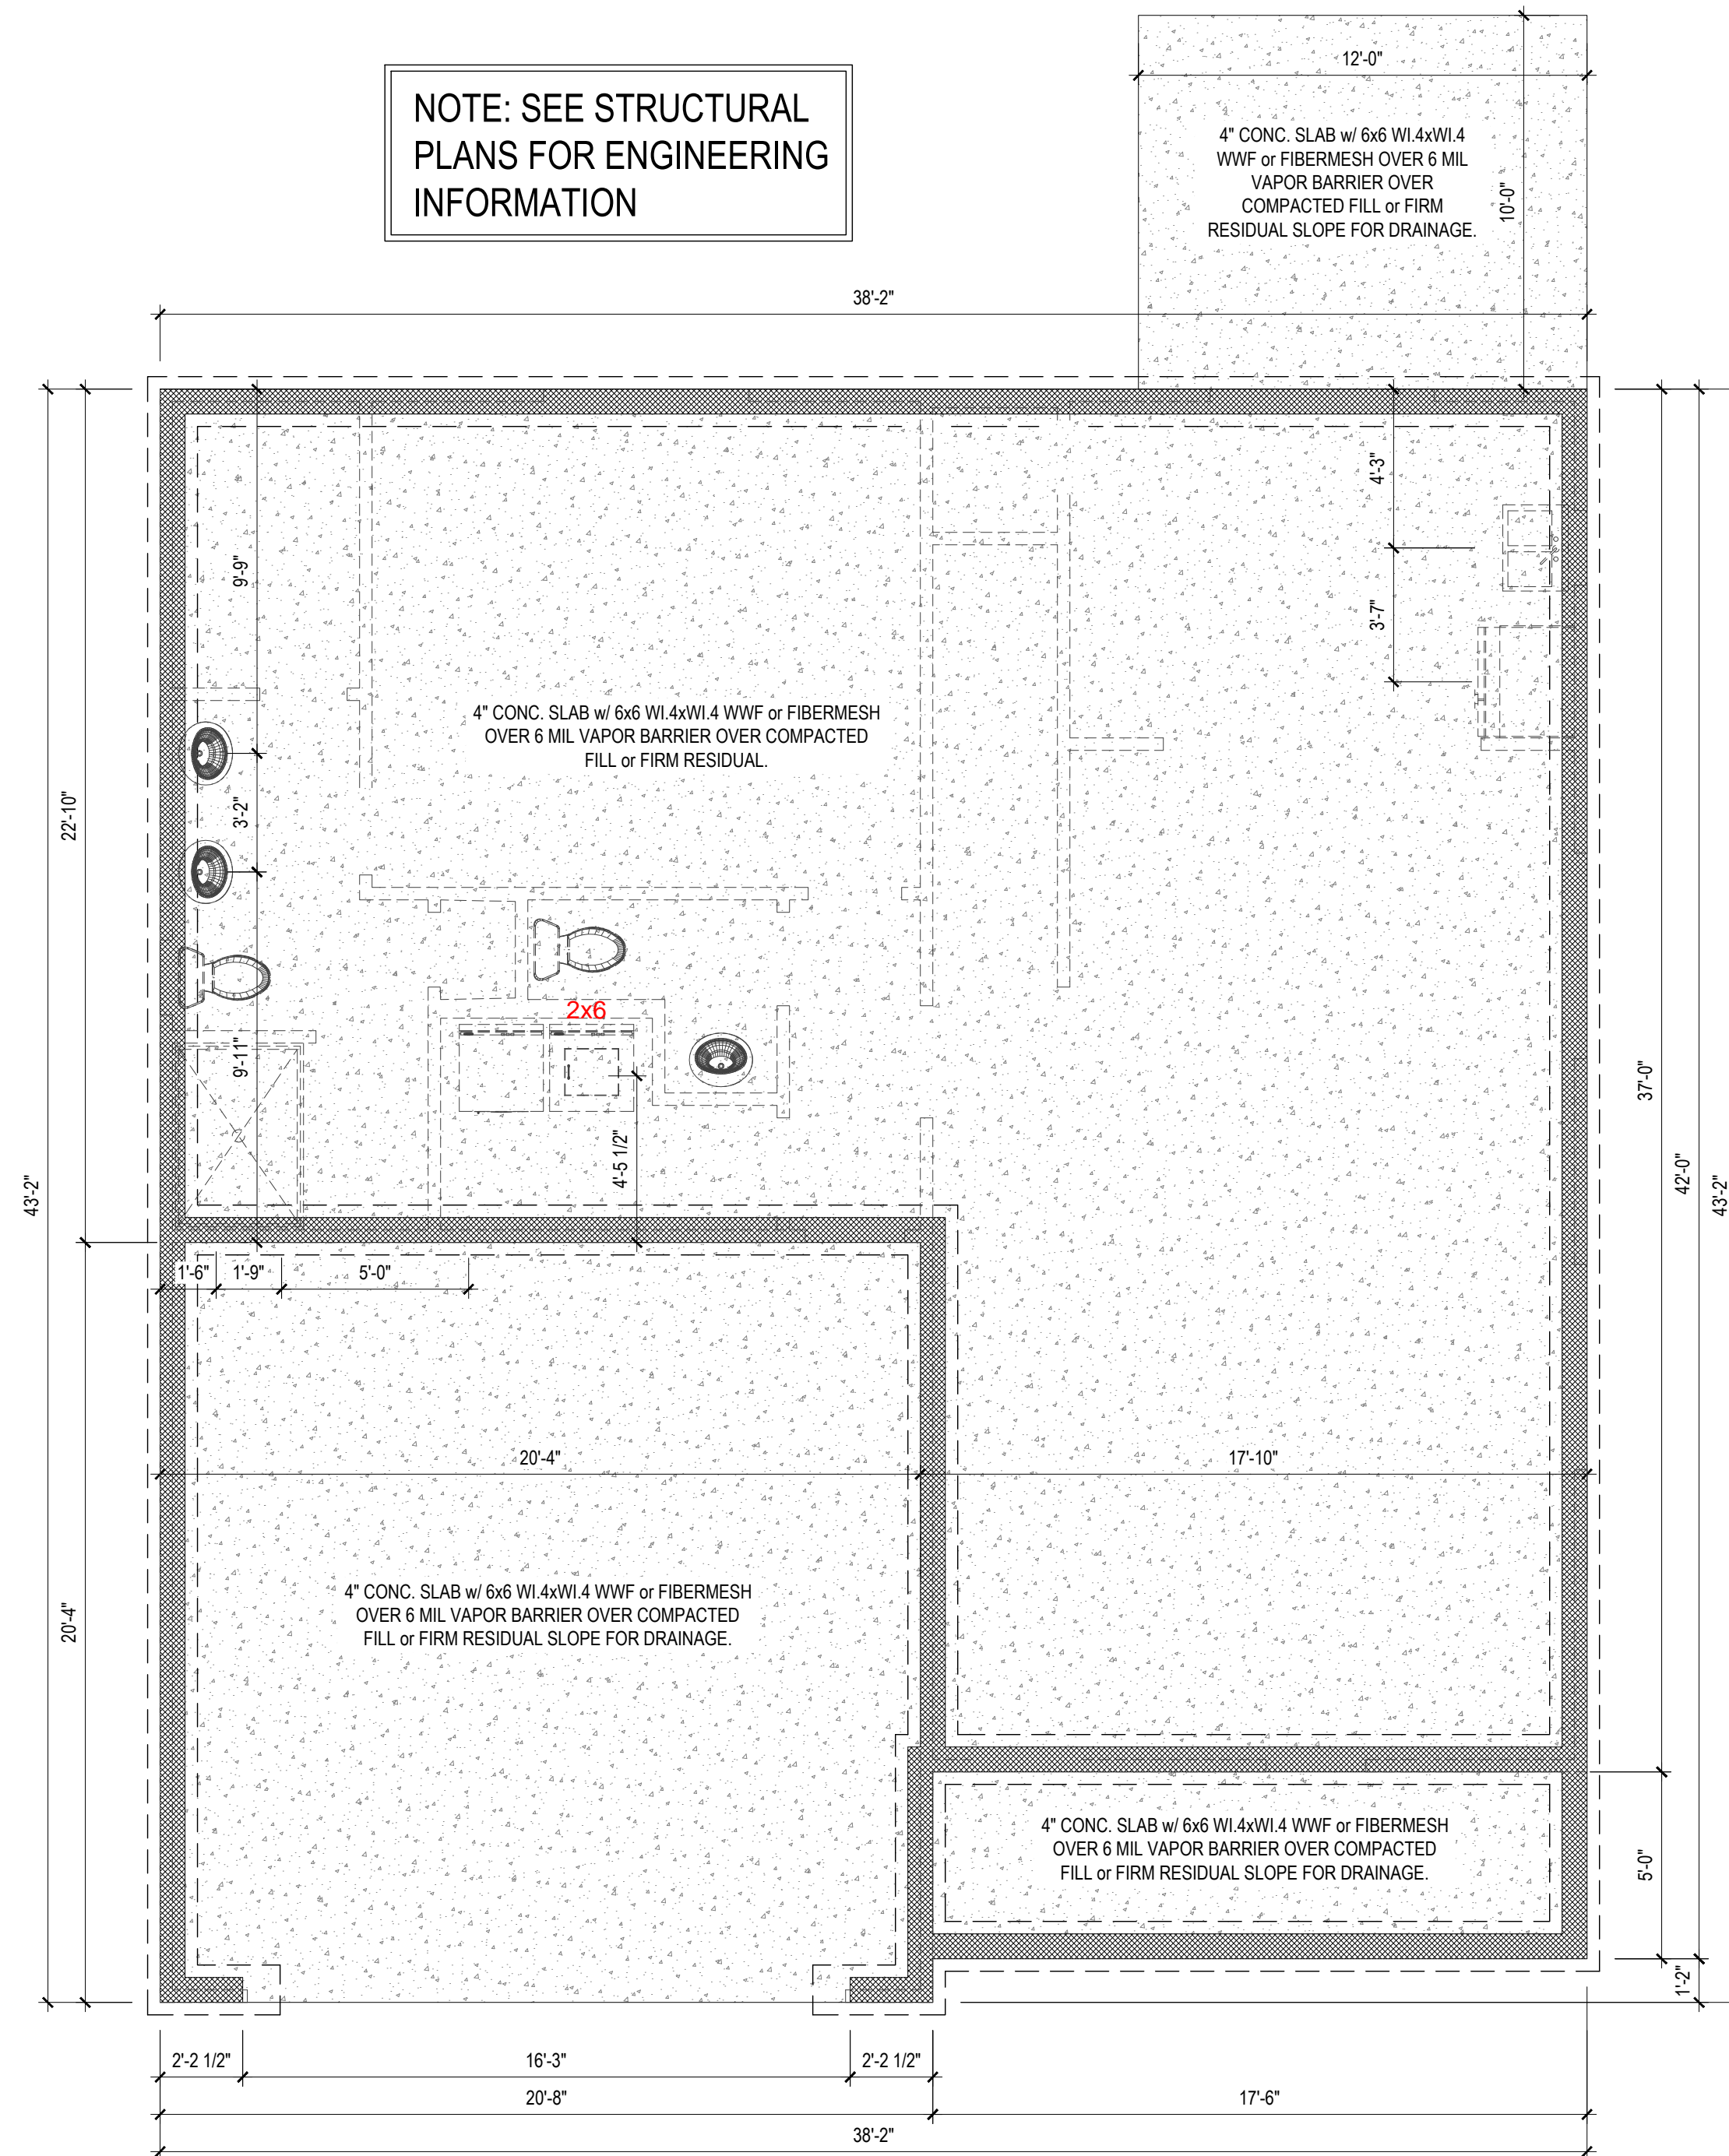 NOTE: SEE STRUCTURAL
PLANS FOR ENGINEERING
INFORMATION
12'-0"
4" CONC. SLAB w/ 6x6 WI.4xWI.4
WWF or FIBERMESH OVER 6 MIL
VAPOR BARRIER OVER
COMPACTED FILL or FIRM
RESIDUAL SLOPE FOR DRAINAGE.
10'-0"
38'-2"
4'-3"
9'-9"
3'-7"
4" CONC. SLAB w/ 6x6 WI.4xWI.4 WWF or FIBERMESH
OVER 6 MIL VAPOR BARRIER OVER COMPACTED
FILL or FIRM RESIDUAL.
22'-10"
3'-2"
2x6
9'-11"
37'-0"
4'-5 1/2"
43'-2"
42'-0"
43'-2"
1'-6"
1'-9"
5'-0"
20'-4"
17'-10"
4" CONC. SLAB w/ 6x6 WI.4xWI.4 WWF or FIBERMESH
OVER 6 MIL VAPOR BARRIER OVER COMPACTED
FILL or FIRM RESIDUAL SLOPE FOR DRAINAGE.
20'-4"
4" CONC. SLAB w/ 6x6 WI.4xWI.4 WWF or FIBERMESH
OVER 6 MIL VAPOR BARRIER OVER COMPACTED
FILL or FIRM RESIDUAL SLOPE FOR DRAINAGE.
5'-0"
1'-2"
2'-2 1/2"
16'-3"
2'-2 1/2"
20'-8"
17'-6"
38'-2"